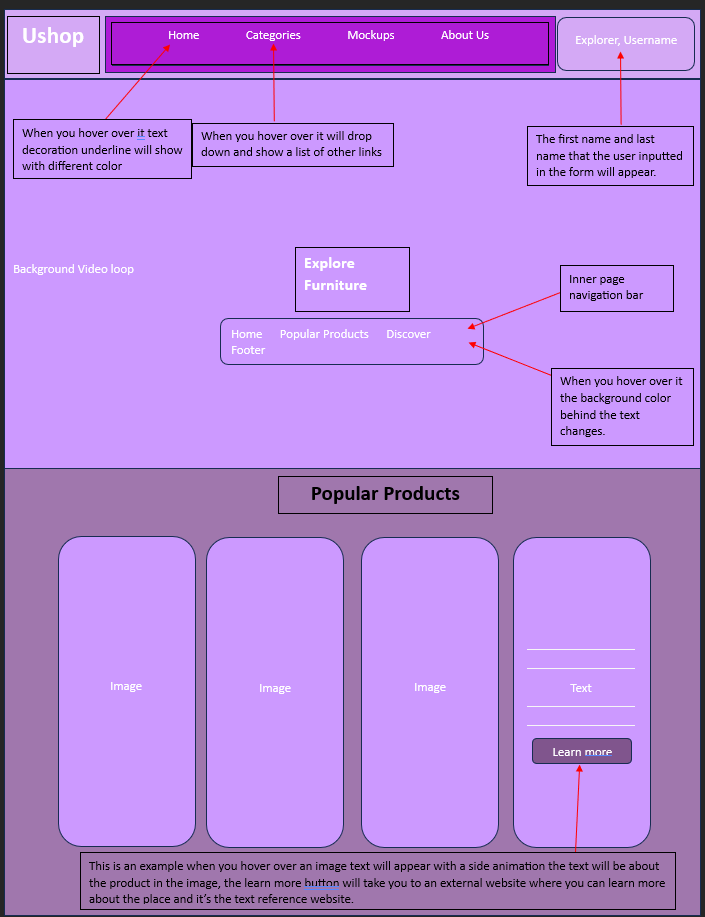 Ushop
Home Categories Mockups About Us
Explorer, Username
When you hover over it text
decoration underline will show
with different color
When you hover over it will drop
down and show a list of other links
The first name and last
name that the user inputted
in the form will appear.
Background Video loop
Explore
Furniture
Inner page
navigation bar
Home Popular Products Discover
Footer
When you hover over it
the background color
behind the text
changes.
Popular Products
Image
Image
Image
Text
Learn more
This is an example when you hover over an image text will appear with a side animation the text will be about
the product in the image, the learn more button will take you to an external website where you can learn more
about the place and it's the text reference website.